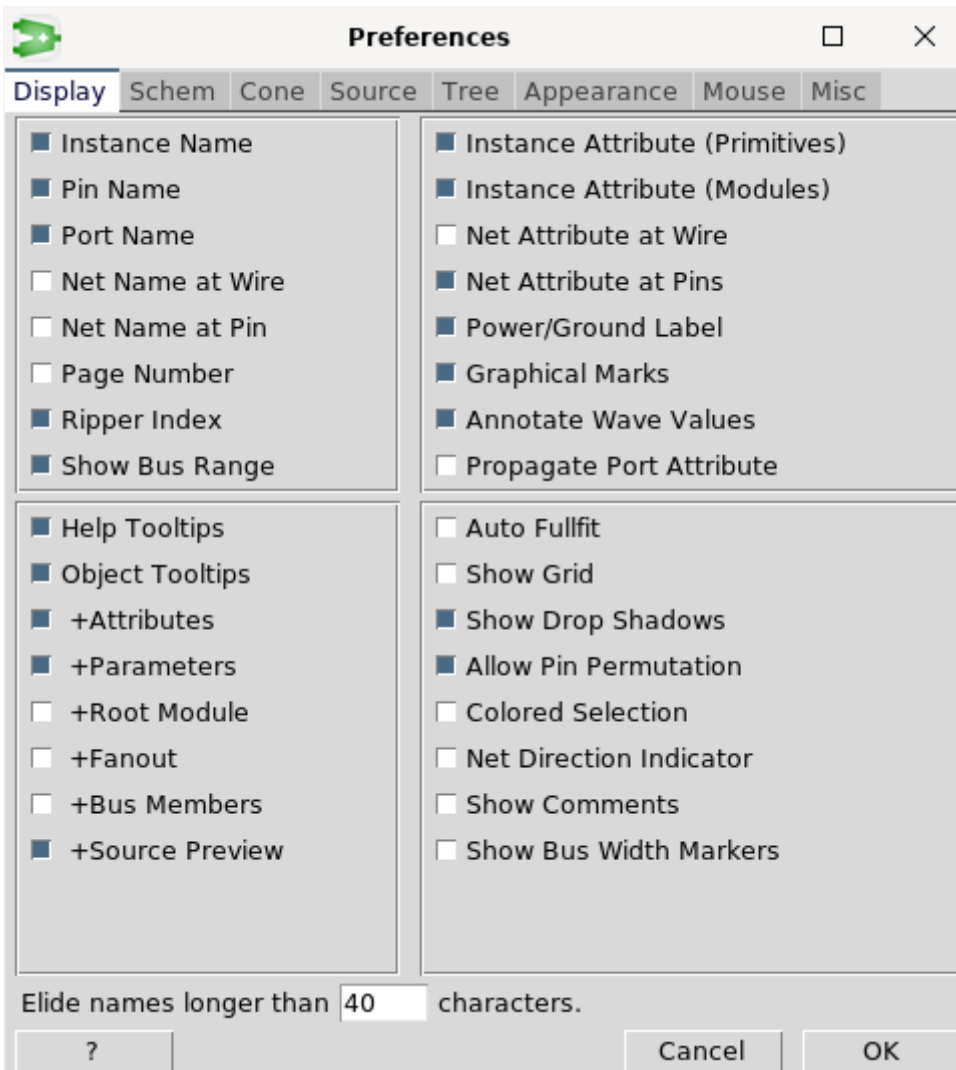 Preferences
Display Schem Cone Source Tree Appearance Mouse Misc
Instance Name
Pin Name
Port Name
Net Name at Wire
Net Name at Pin
Page Number
Ripper Index
Show Bus Range
Instance Attribute (Primitives)
Instance Attribute (Modules)
Net Attribute at Wire
Net Attribute at Pins
Power/Ground Label
Graphical Marks
Annotate Wave Values
Propagate Port Attribute
Help Tooltips
Object Tooltips
+Attributes
+Parameters
+Root Module
+Fanout
+Bus Members
+Source Preview
Auto Fullfit
Show Grid
Show Drop Shadows
Allow Pin Permutation
Colored Selection
Net Direction Indicator
Show Comments
Show Bus Width Markers
Elide names longer than 40 characters.
? Cancel OK